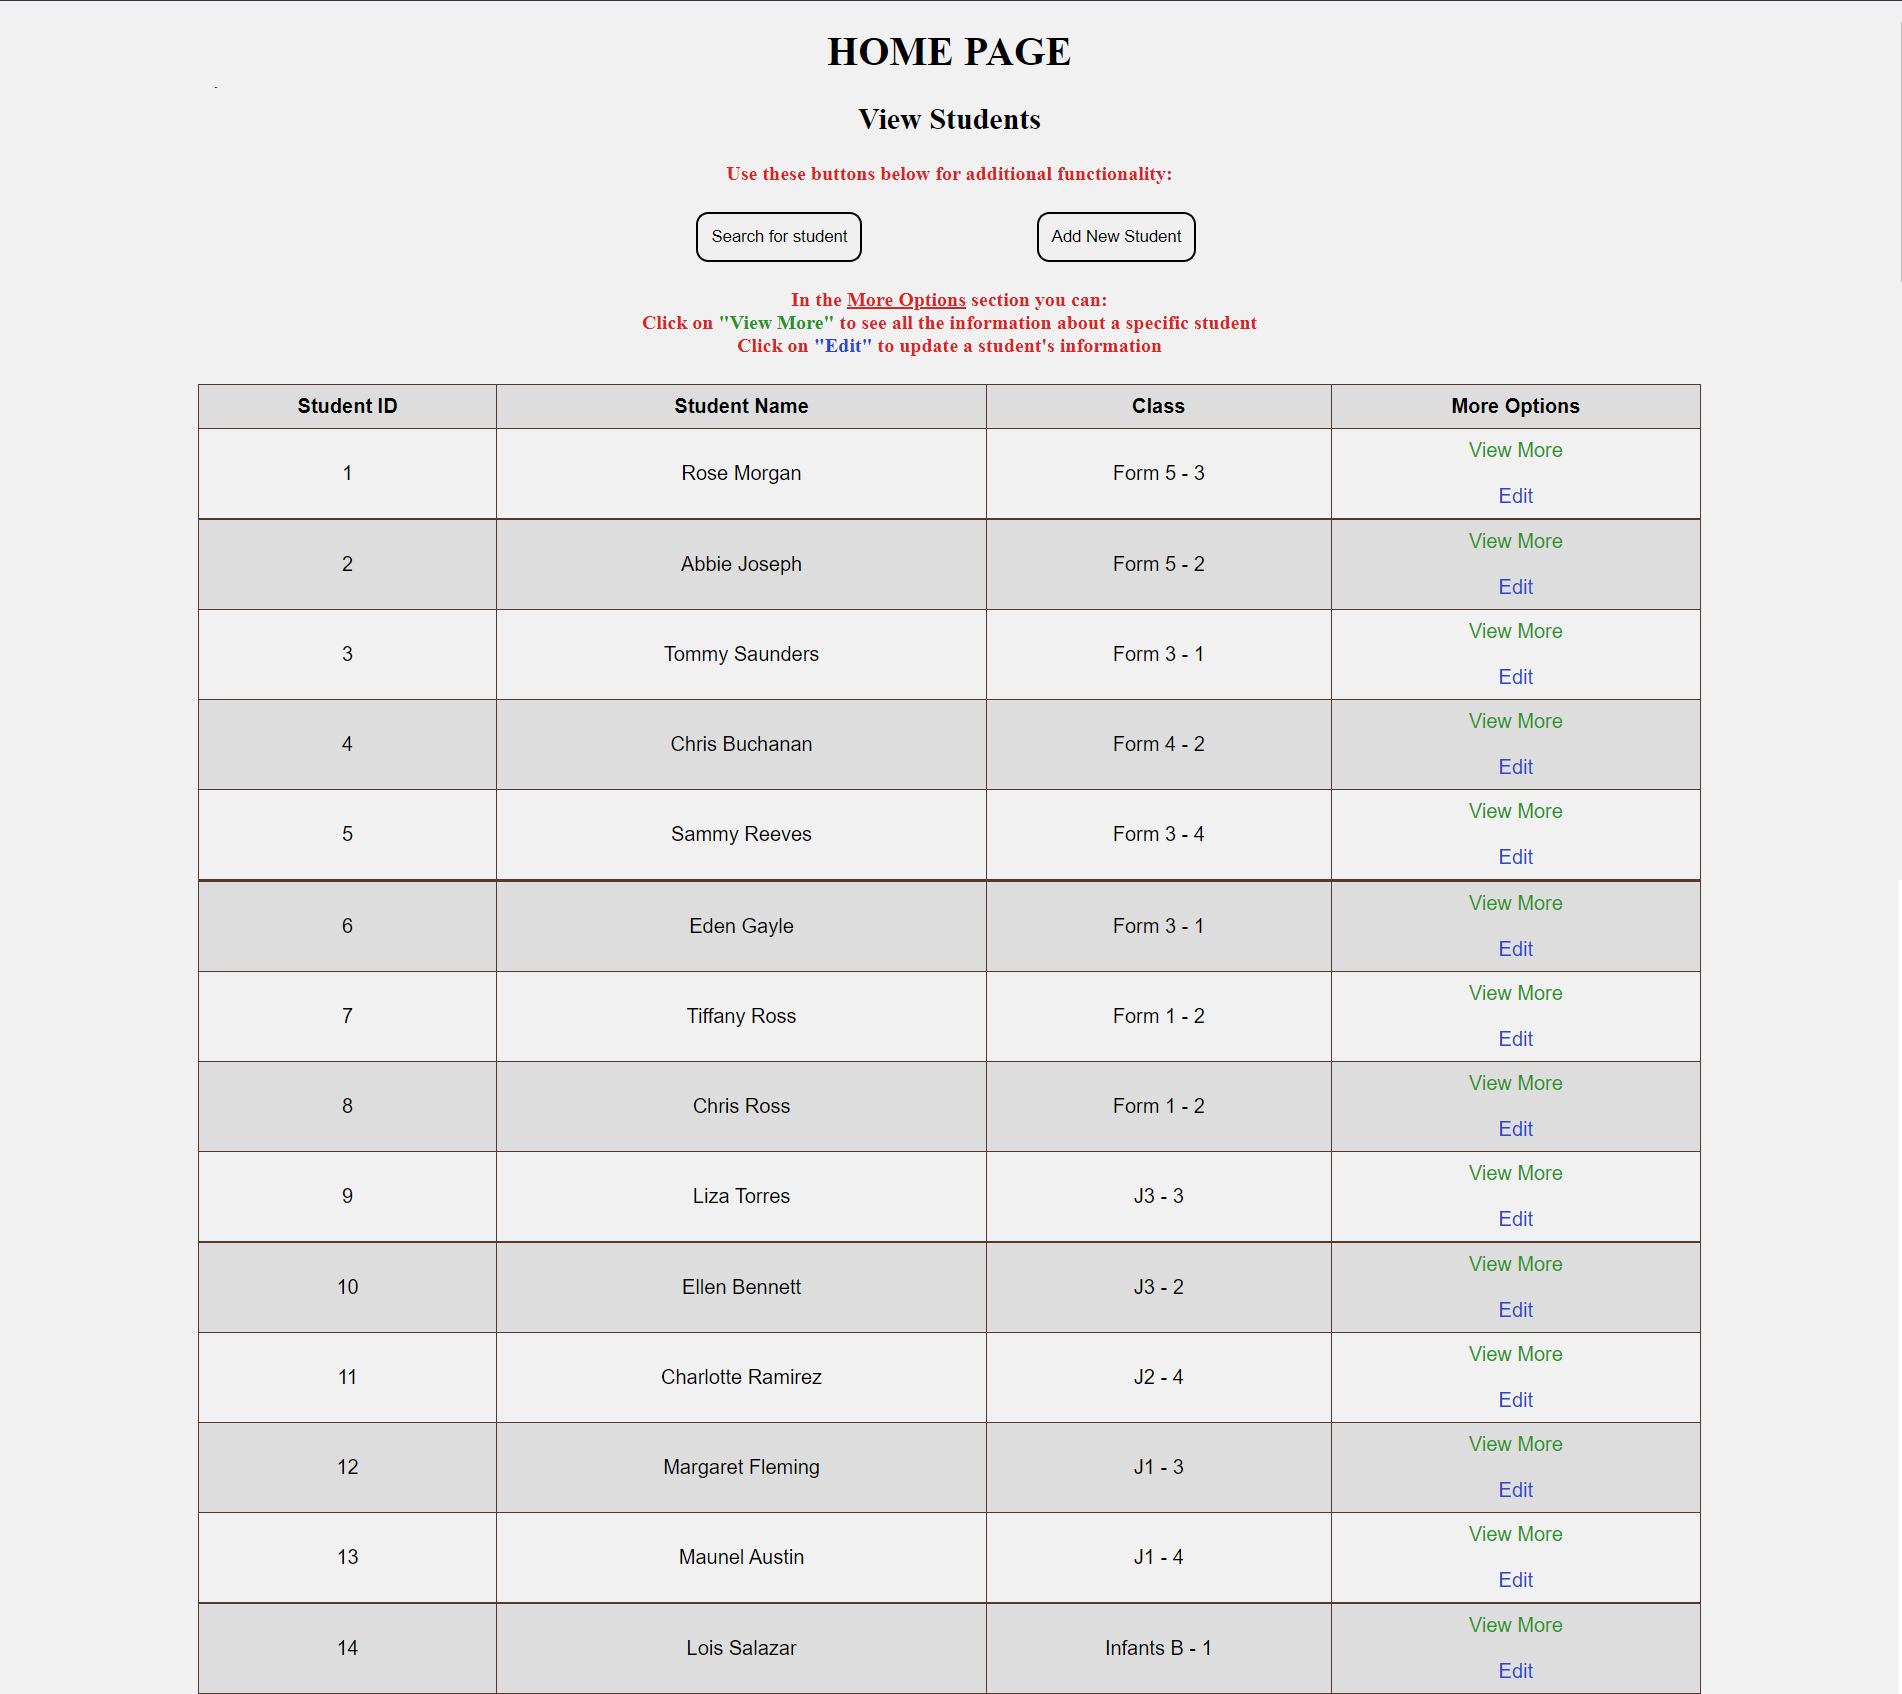 HOME PAGE
View Students
Use these buttons below for additional functionality:
Search for student Add New Student
In the More Options section you can:
Click on "View More" to see all the information about a specific student
Click on "Edit" to update a student's information
Student ID Student Name Class More Options
1 Rose Morgan Form 5 - 3 View More
Edit
2 Abbie Joseph Form 5 - 2 View More
Edit
3 Tommy Saunders Form 3 - 1 View More
Edit
4 Chris Buchanan Form 4 - 2 View More
Edit
5 Sammy Reeves Form 3 - 4 View More
Edit
6 Eden Gayle Form 3 - 1 View More
Edit
7 Tiffany Ross Form 1 - 2 View More
Edit
8 Chris Ross Form 1 - 2 View More
Edit
9 Liza Torres J3 - 3 View More
Edit
10 Ellen Bennett J3 - 2 View More
Edit
11 Charlotte Ramirez J2 - 4 View More
Edit
12 Margaret Fleming J1 - 3 View More
Edit
13 Maunel Austin J1 - 4 View More
Edit
14 Lois Salazar Infants B - 1 View More
Edit